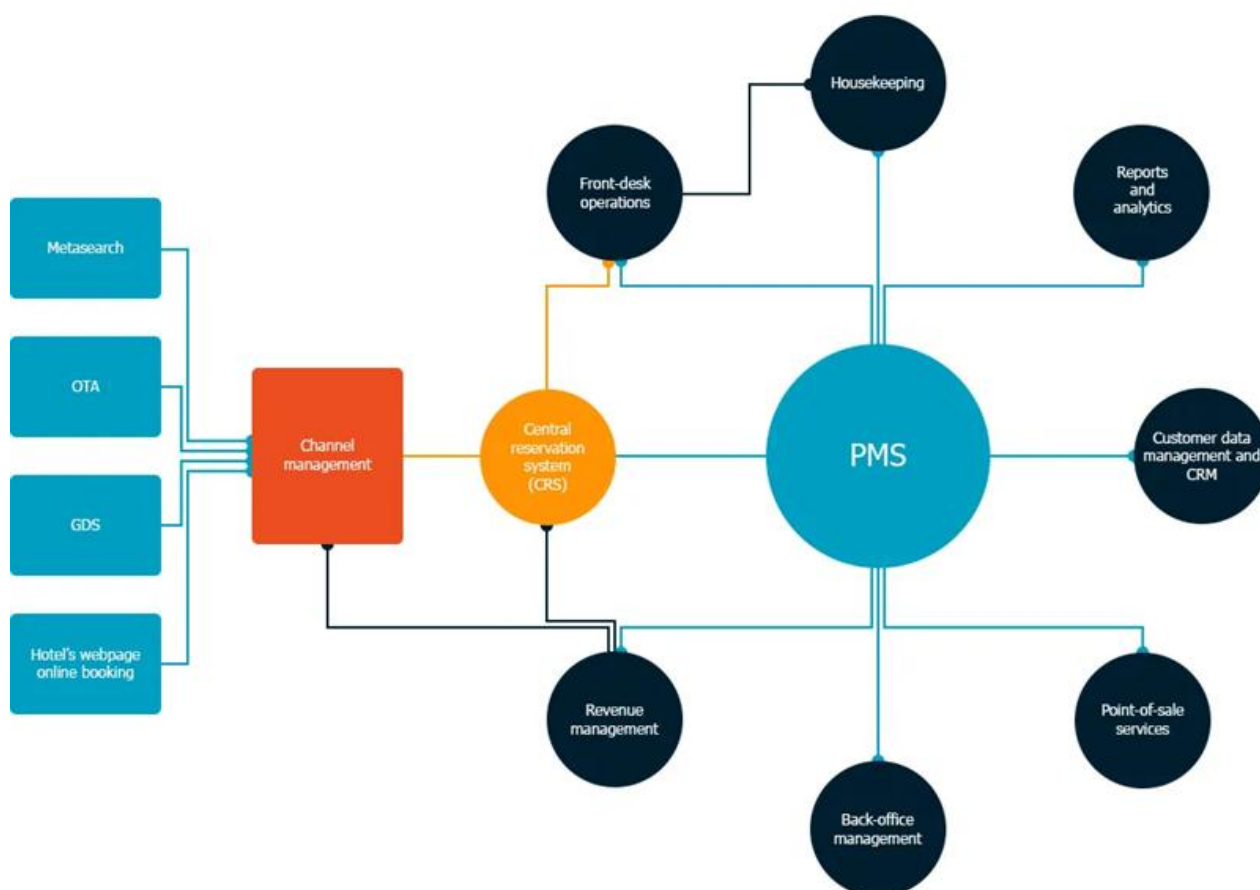 Housekeeping
Front-desk
operations
Reports
and
analytics
Metasearch
OTA
GDS
Hotel's webpage
online booking
Channel
management
Central
reservation
system
(CRS)
PMS
Customer data
management and
CRM
Revenue
management
Point-of-sale
services
Back-office
management